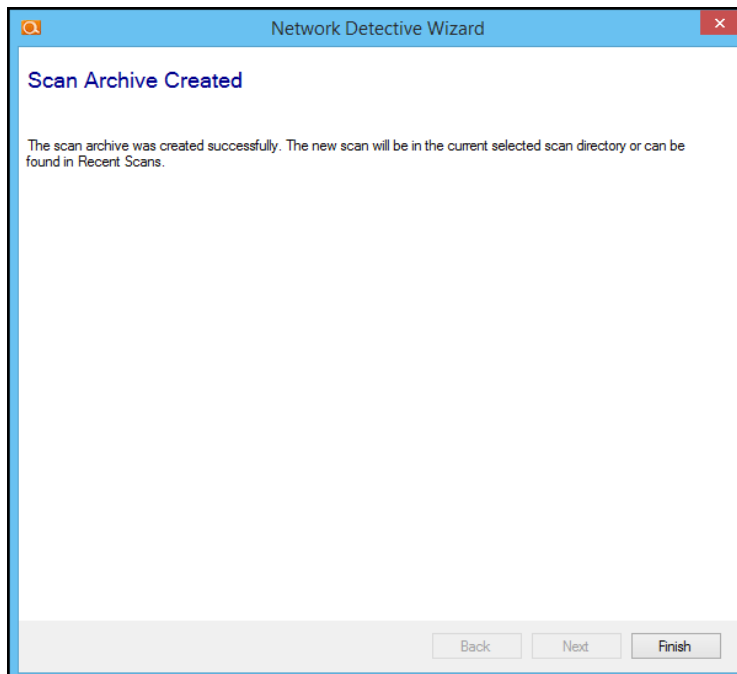 Network Detective Wizard
Scan Archive Created
The scan archive was created successfully. The new scan will be in the current selected scan directory or can be
found in Recent Scans.
Back Next Finish